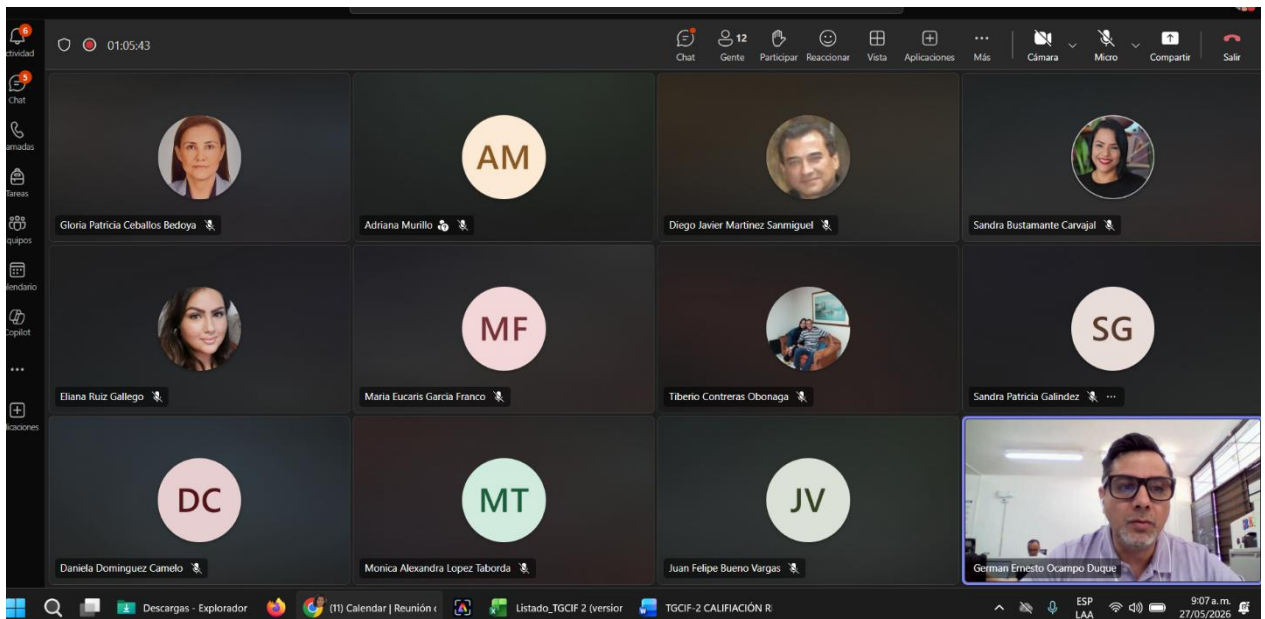 6
ctividad
01:05:43
12
Chat
Gente
Participar
Reaccionar
Vista
Aplicaciones
Más
Cámara
Micro
Compartir
Salir
5
Chat
amadas
Tareas
quipos
lendario
Copilot
licaciones
Gloria Patricia Ceballos Bedoya
AM
Adriana Murillo
Diego Javier Martinez Sanmiguel
Sandra Bustamante Carvajal
Eliana Ruiz Gallego
MF
Maria Eucaris Garcia Franco
Tiberio Contreras Obonaga
SG
Sandra Patricia Galindez
DC
Daniela Dominguez Camelo
MT
Monica Alexandra Lopez Taborda
JV
Juan Felipe Bueno Vargas
German Ernesto Ocampo Duque
Descargas - Explorador
(11) Calendar | Reunión
Listado_TGCIF 2 (version
TGCIF-2 CALIFIACIÓN R
ESP
LAA
9:07 a. m.
27/05/2026